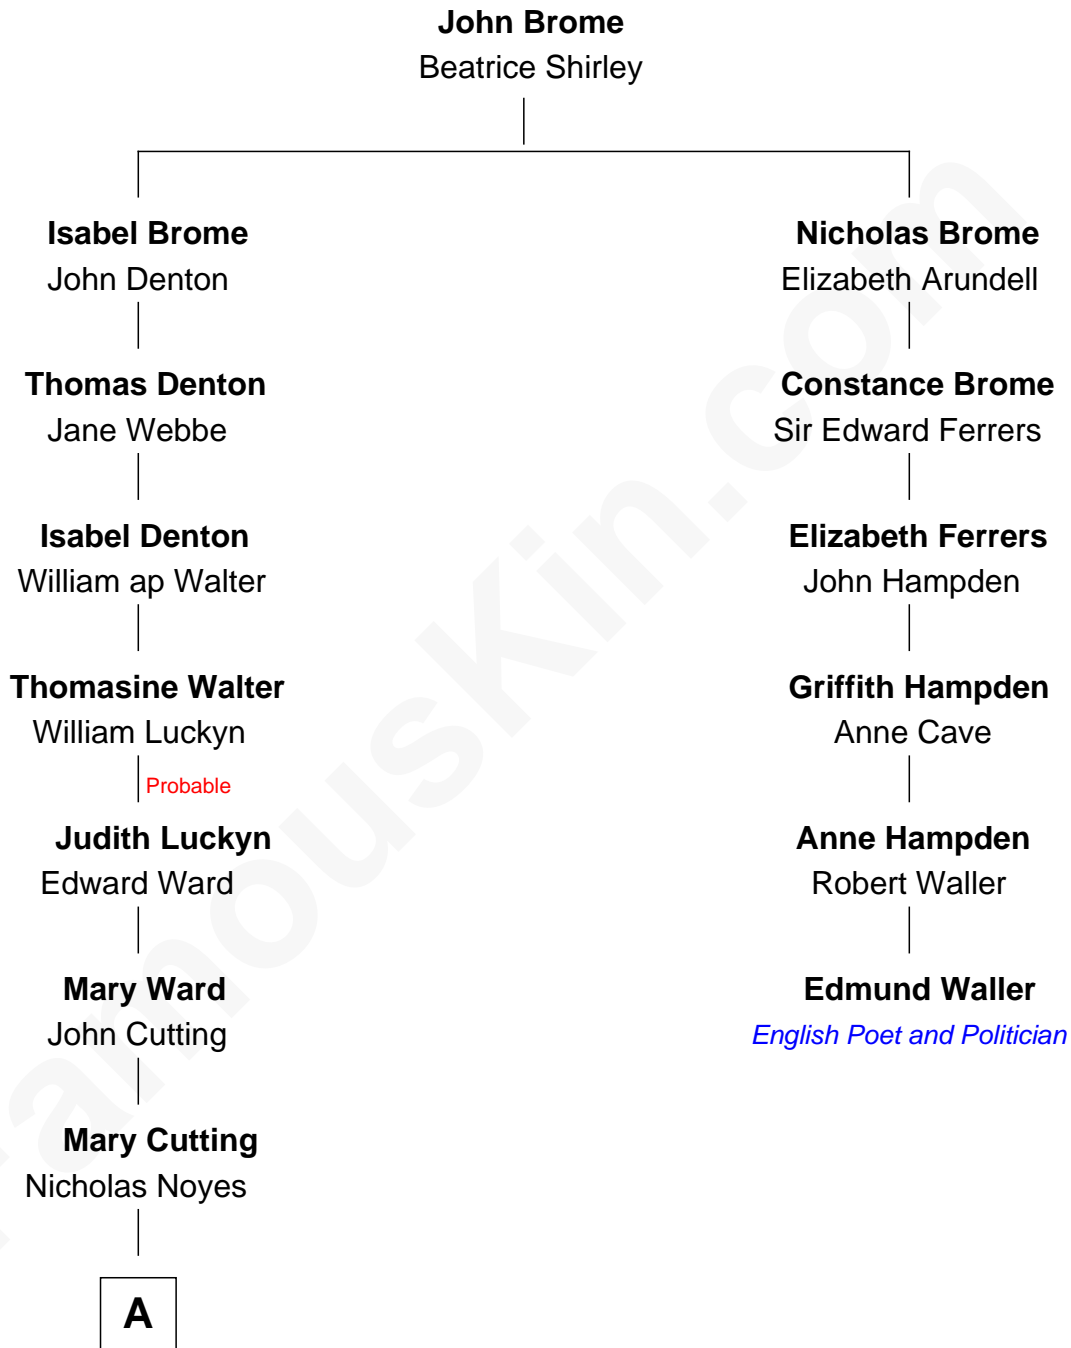 John Brome
Beatrice Shirley
Isabel Brome
John Denton
Nicholas Brome
Elizabeth Arundell
Thomas Denton
Jane Webbe
Constance Brome
Sir Edward Ferrers
Isabel Denton
William ap Walter
Elizabeth Ferrers
John Hampden
Thomasine Walter
William Luckyn
Griffith Hampden
Anne Cave
Probable
Judith Luckyn
Edward Ward
Anne Hampden
Robert Waller
Mary Ward
John Cutting
Edmund Waller
English Poet and Politician
Mary Cutting
Nicholas Noyes
A
FamousKin.com